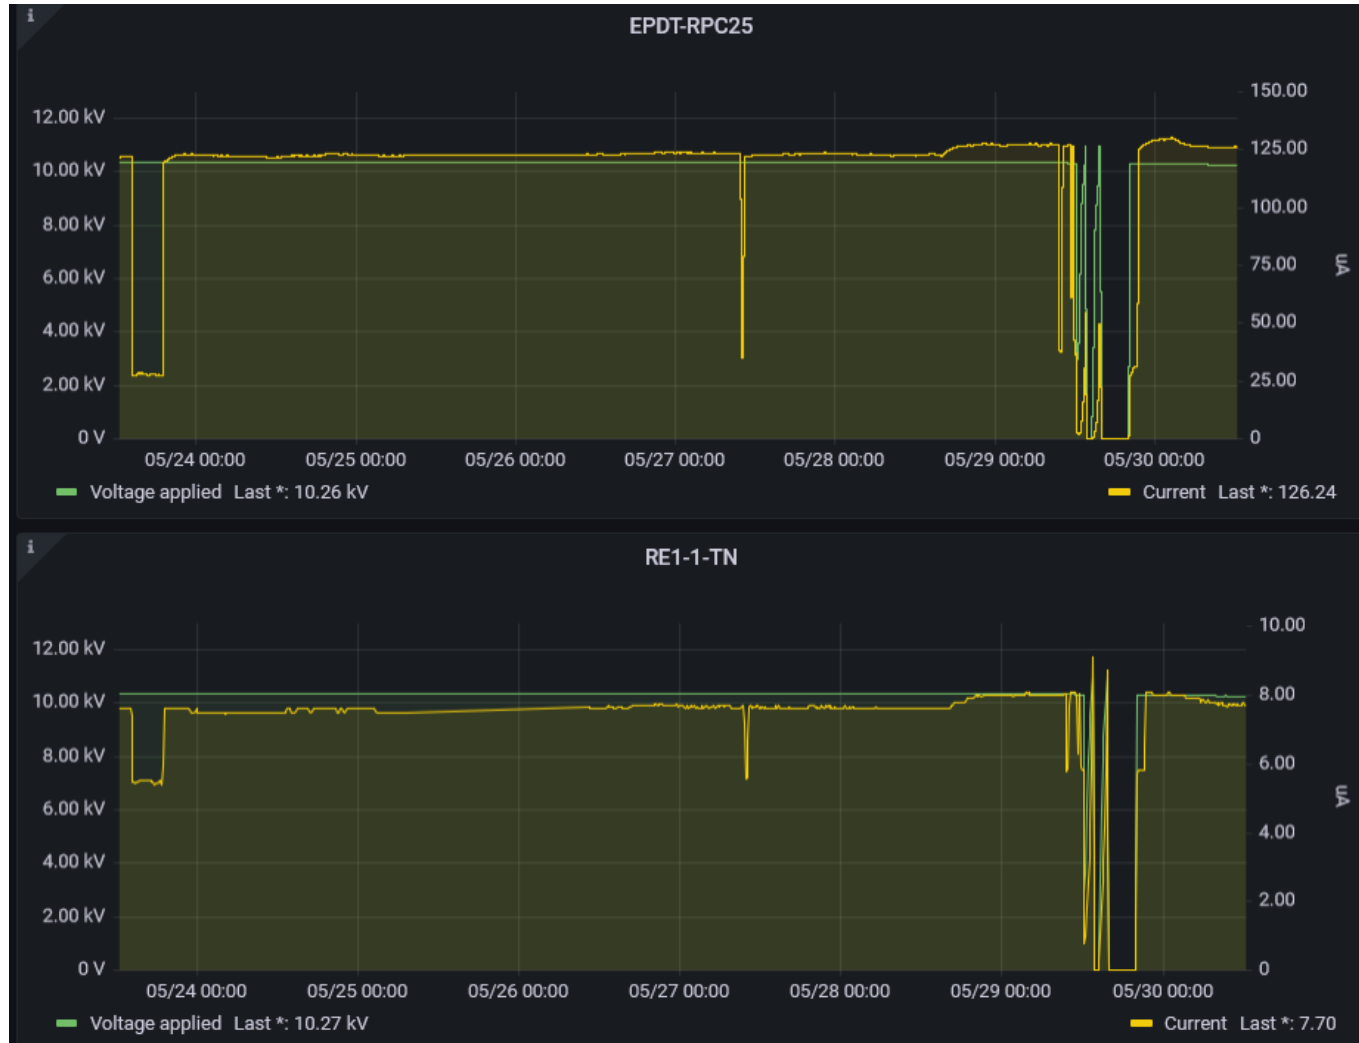 i
EPDT-RPC25
150.00
12.00 kV
125.00
10.00 kV
100.00
8.00 kV
75.00
6.00 kV
uA
50.00
4.00 kV
25.00
2.00 kV
0 V
0
05/24 00:00 05/25 00:00 05/26 00:00 05/27 00:00 05/28 00:00 05/29 00:00 05/30 00:00
Voltage applied Last *: 10.26 kV Current Last *: 126.24
i
RE1-1-TN
10.00
12.00 kV
10.00 kV
8.00
8.00 kV
6.00
6.00 kV
uA
4.00
4.00 kV
2.00 kV
2.00
0 V
0
05/24 00:00 05/25 00:00 05/26 00:00 05/27 00:00 05/28 00:00 05/29 00:00 05/30 00:00
Voltage applied Last *: 10.27 kV Current Last *: 7.70